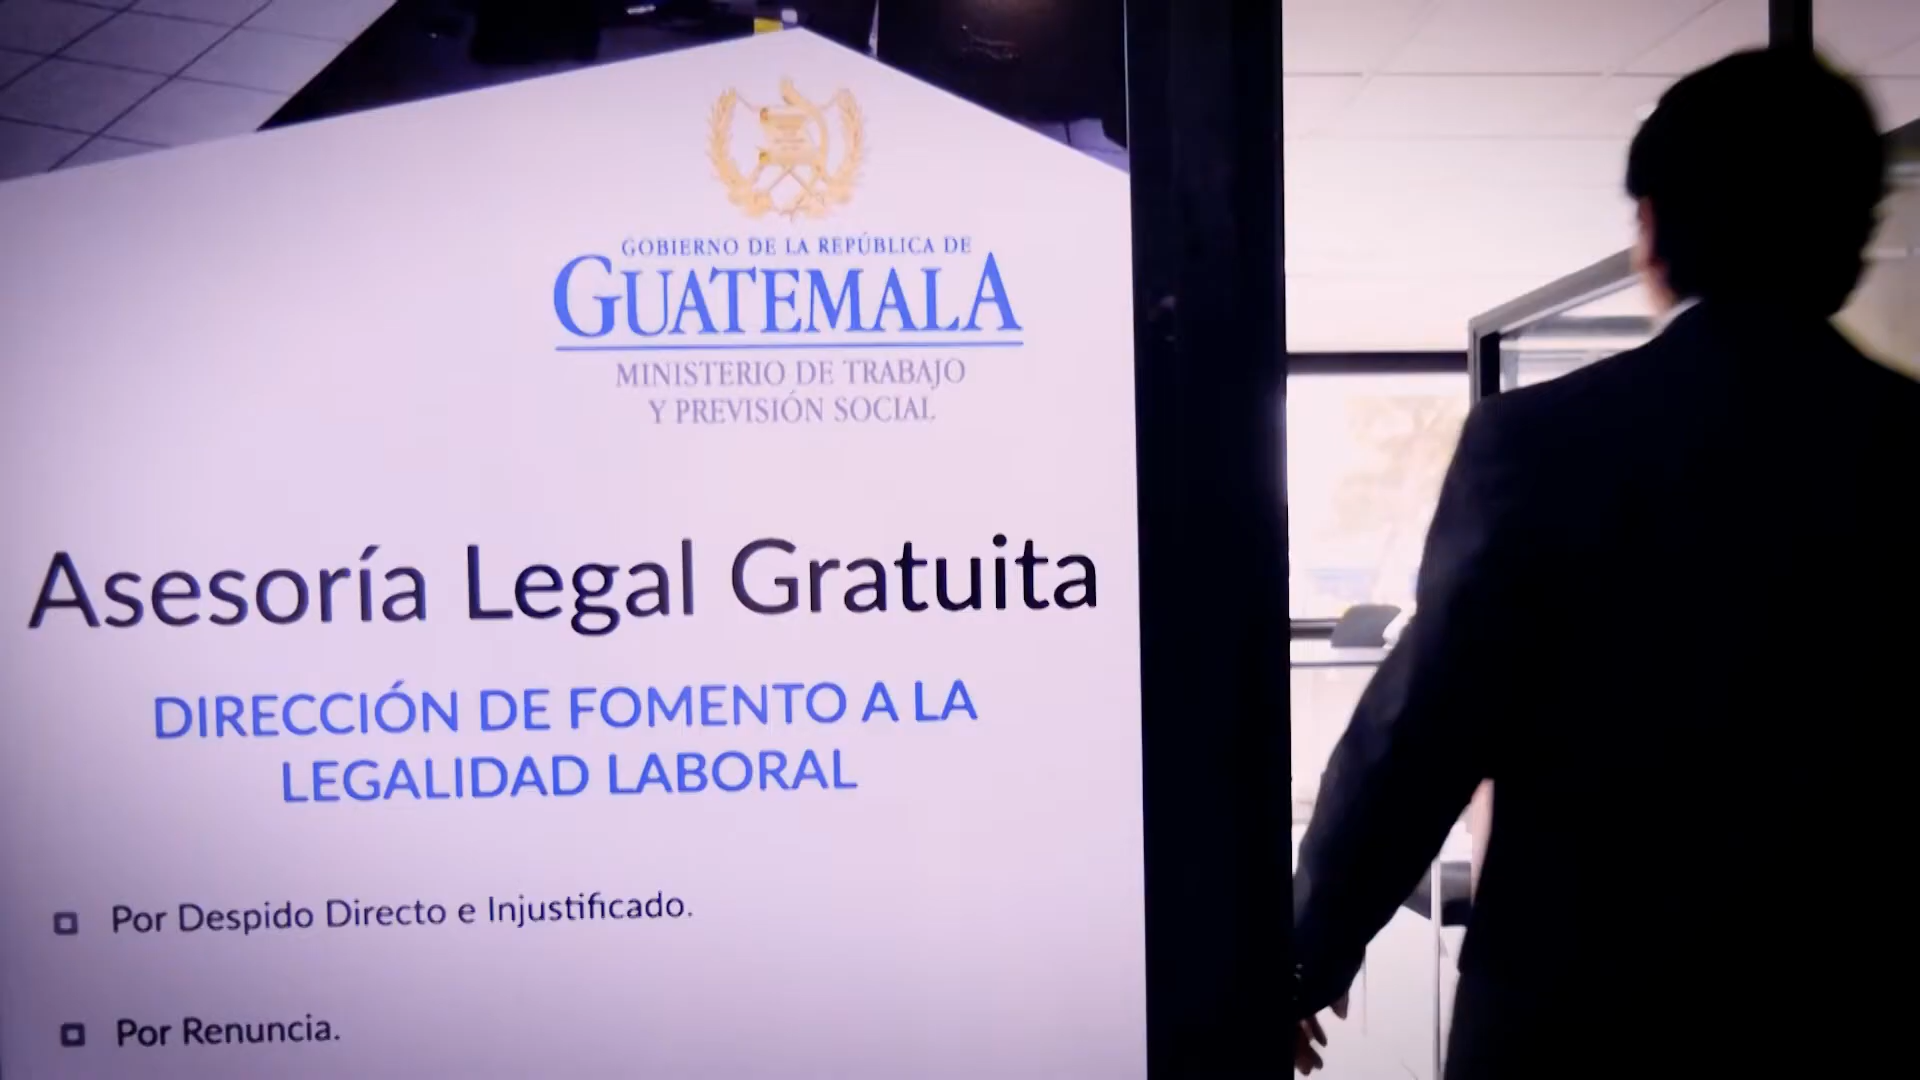 GOBIERNO DE LA REPÚBLICA DE
GUATEMALA
MINISTERIO DE TRABAJO
Y PREVISIÓN SOCIAL
Asesoría Legal Gratuita
DIRECCIÓN DE FOMENTO A LA
LEGALIDAD LABORAL
Por Despido Directo e Injustificado.
Por Renuncia.